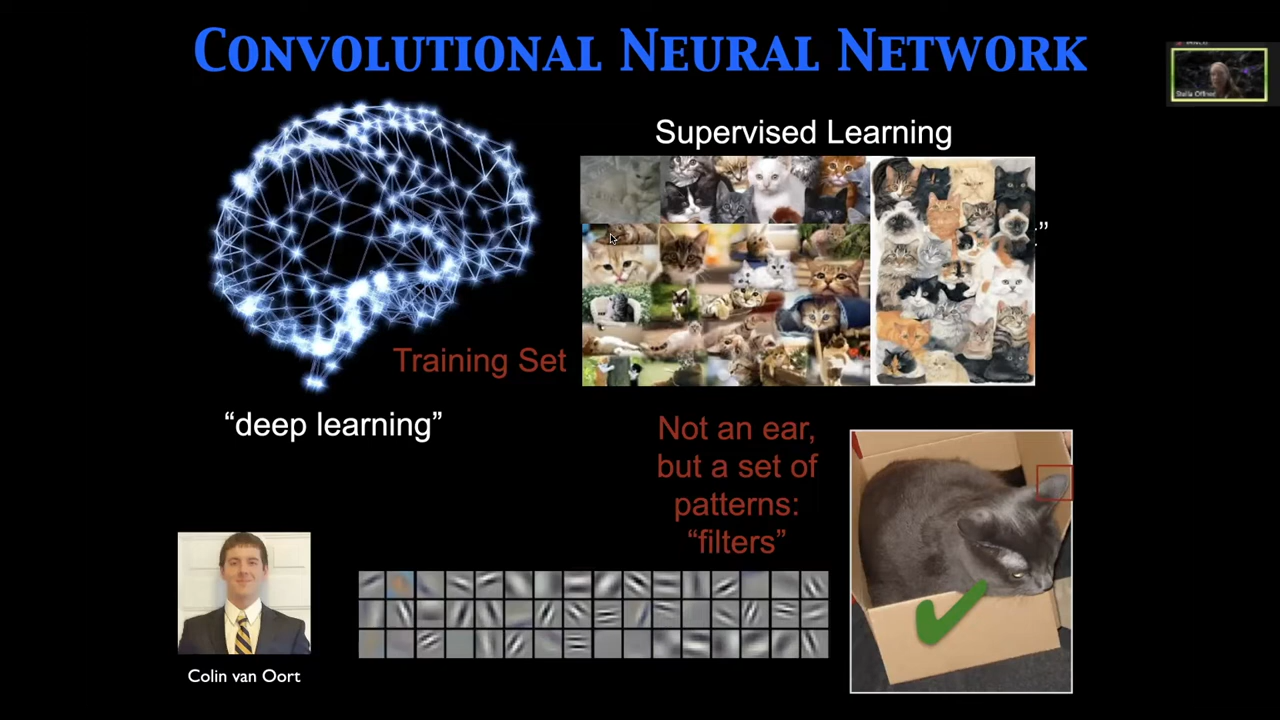 CONVOLUTIONAL NEURAL NETWORK
Supervised Learning
”
Training Set
“deep learning”
Not an ear,
but a set of
patterns:
“filters”
Colin van Oort